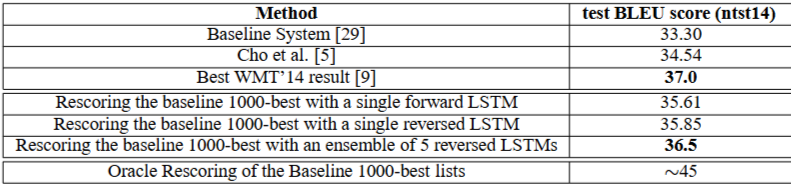 Method test BLEU score (ntst14)
Baseline System [29] 33.30
Cho et al. [5] 34.54
Best WMT'14 result [9] 37.0
Rescoring the baseline 1000-best with a single forward LSTM 35.61
Rescoring the baseline 1000-best with a single reversed LSTM 35.85
Rescoring the baseline 1000-best with an ensemble of 5 reversed LSTMs 36.5
Oracle Rescoring of the Baseline 1000-best lists ∼45